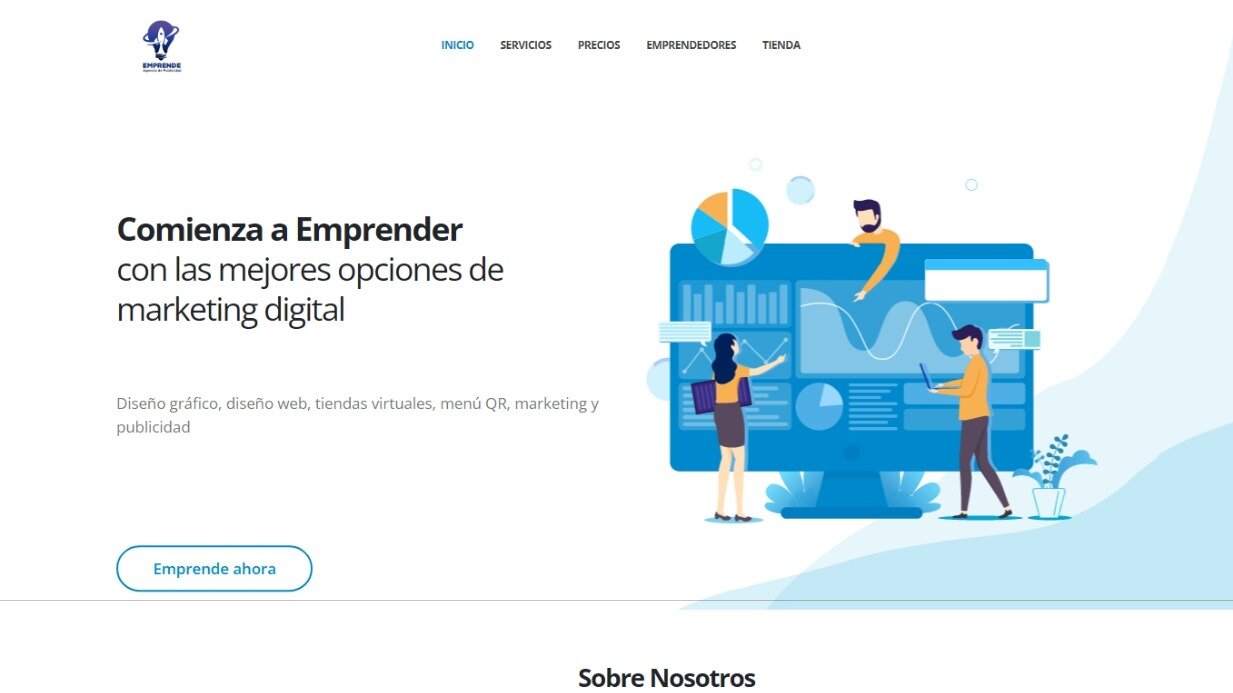 EMPRENDE
Agencia de Publicidad
INICIO SERVICIOS PRECIOS EMPRENDEDORES TIENDA
Comienza a Emprender
con las mejores opciones de
marketing digital
Diseño gráfico, diseño web, tiendas virtuales, menú QR, marketing y
publicidad
Emprende ahora
Sobre Nosotros